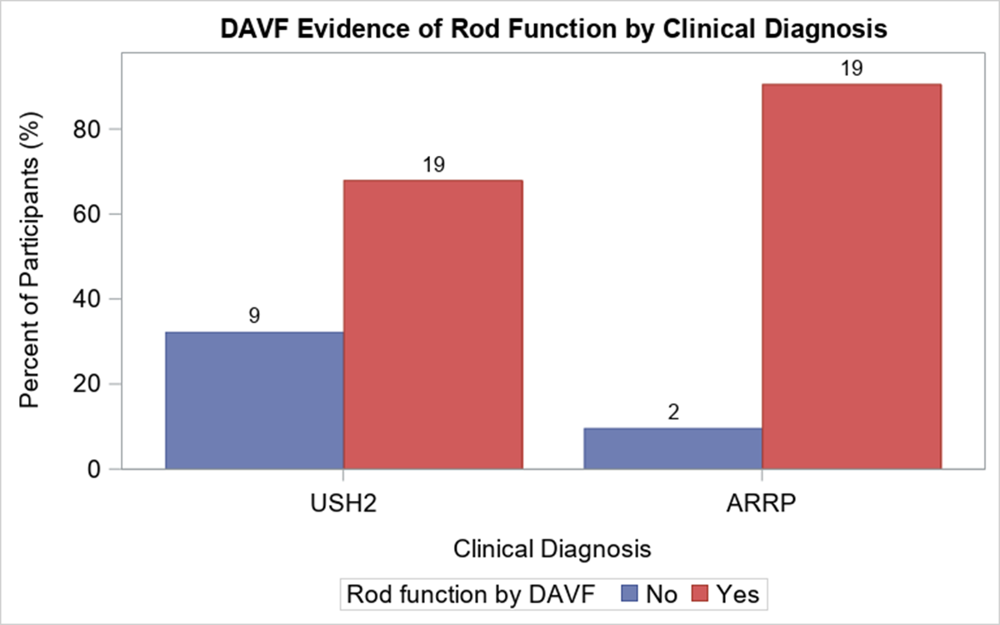 DAVF Evidence of Rod Function by Clinical Diagnosis
Percent of Participants (%)
80
60
40
20
0
9
19
2
19
USH2
ARRP
Clinical Diagnosis
Rod function by DAVF No Yes